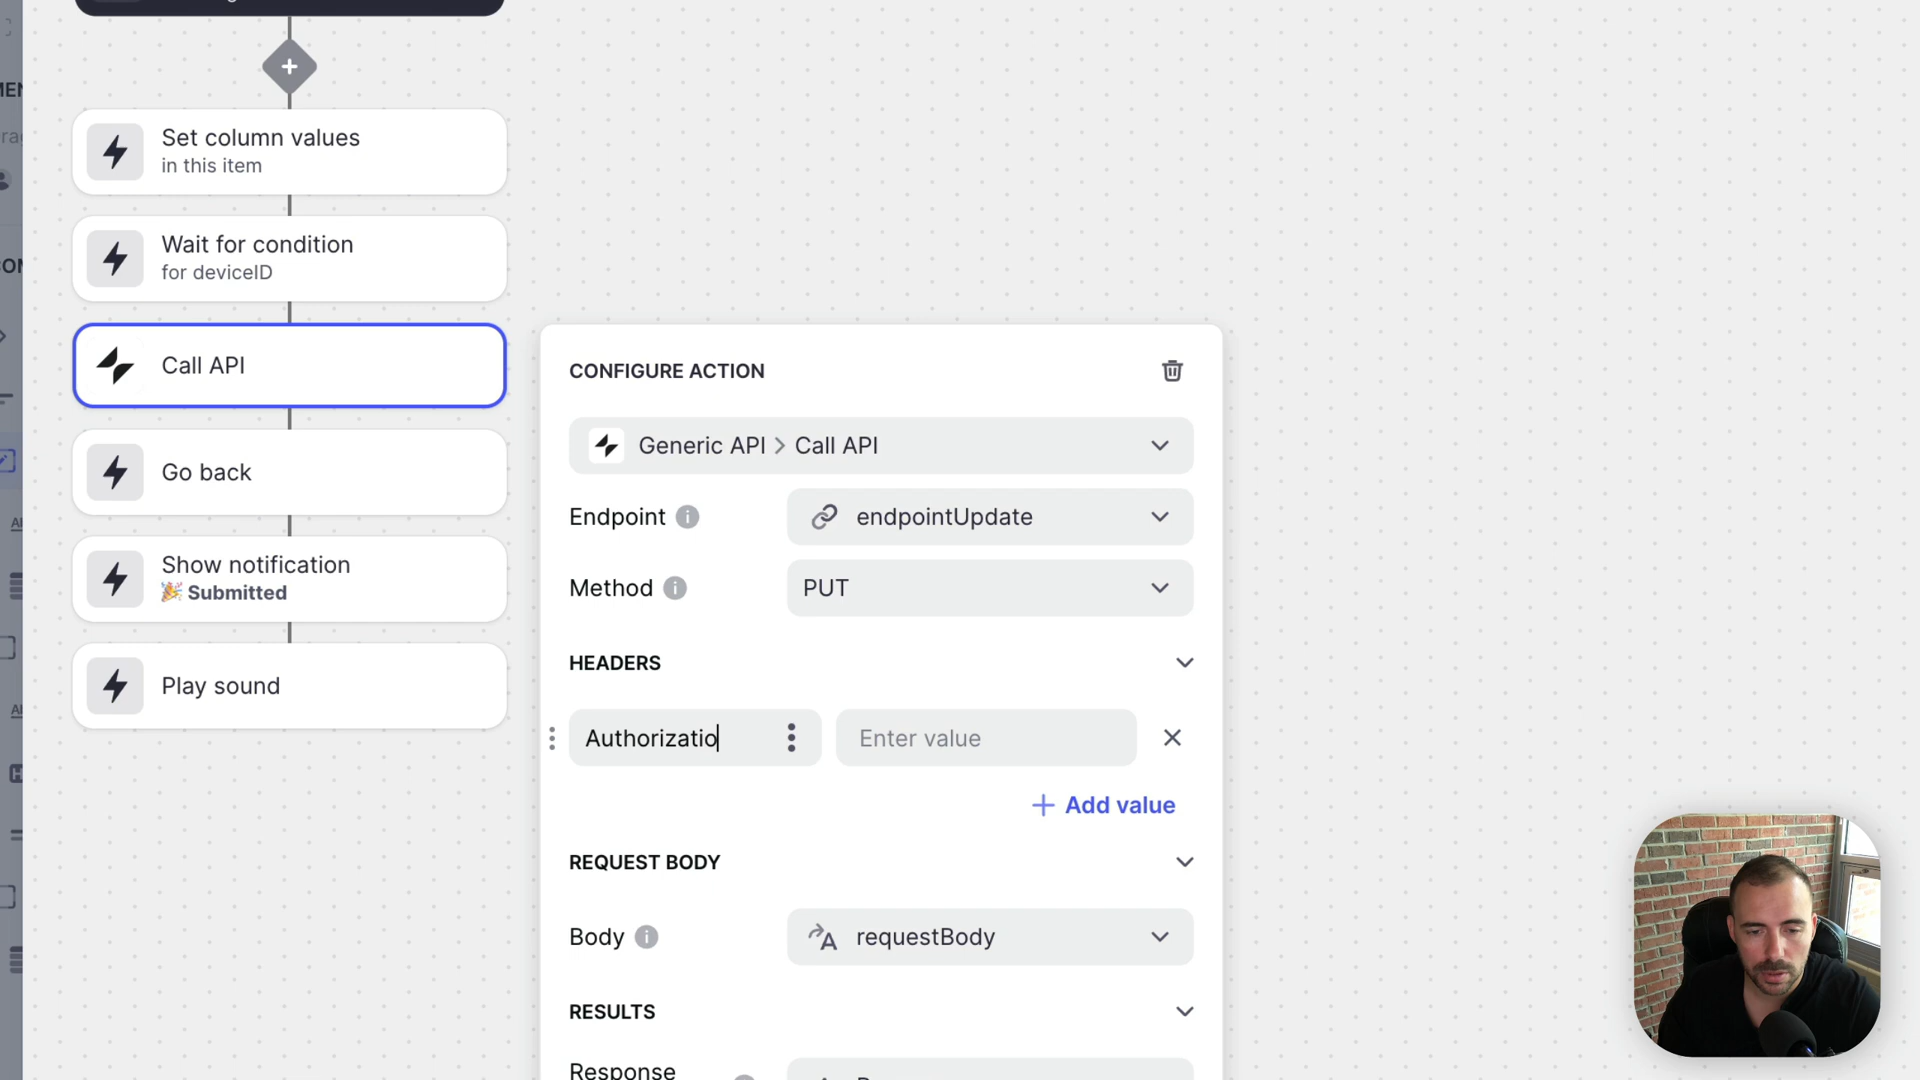 Set column values
in this item
Wait for condition
for deviceID
Call API
Go back
Show notification
🎉 Submitted
Play sound
CONFIGURE ACTION
Generic API > Call API
Endpoint
endpointUpdate
Method
PUT
HEADERS
Authorizatio
Enter value
+ Add value
REQUEST BODY
Body
requestBody
RESULTS
Response